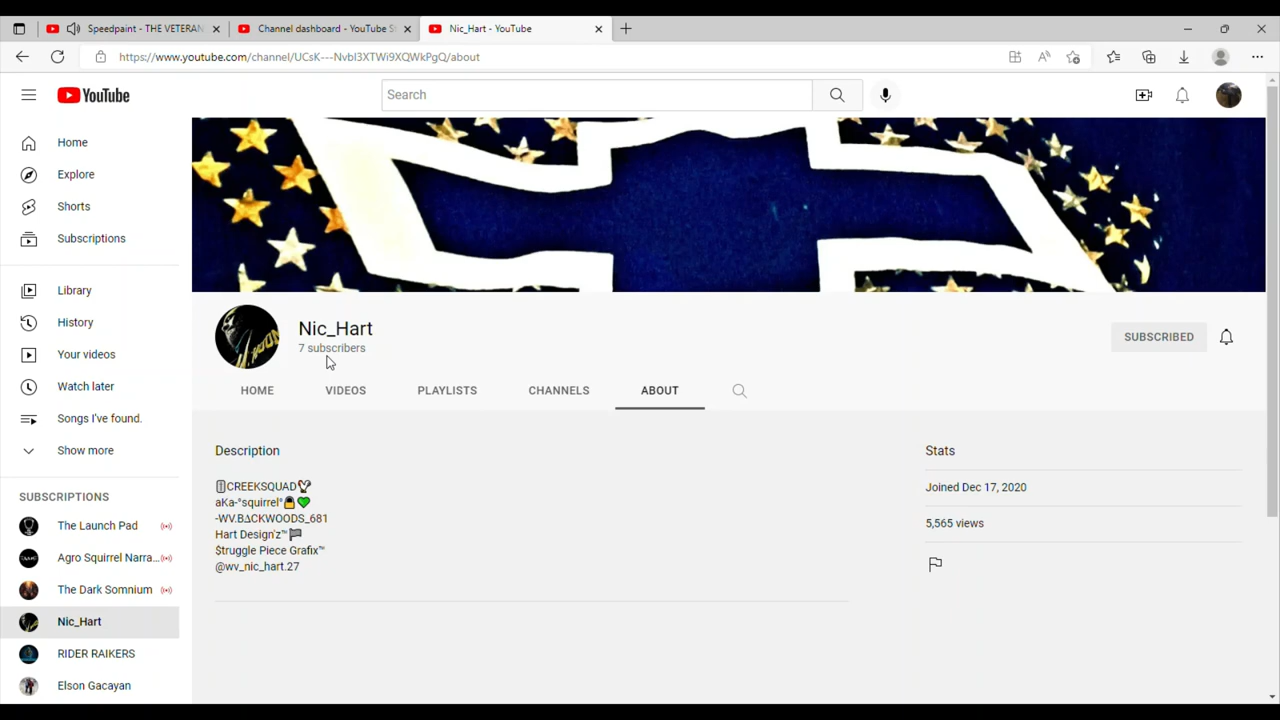 Speedpaint - THE VETERAN
Channel dashboard - YouTube S
Nic_Hart - YouTube
https://www.youtube.com/channel/UCsK---NvbI3XTWi9XQWkPgQ/about
YouTube
Search
Home
Explore
Shorts
Subscriptions
Library
History
Your videos
Watch later
Songs I've found.
Show more
SUBSCRIPTIONS
The Launch Pad
Agro Squirrel Narra...
The Dark Somnium
Nic_Hart
RIDER RAIKERS
Elson Gacayan
Nic_Hart
7 subscribers
SUBSCRIBED
HOME VIDEOS PLAYLISTS CHANNELS ABOUT
Description
CREEKSQUAD🕊
aKa-°squirrel°🔒💚
-WV.B∆CKWOODS_681
Hart Design'z™🏴
$truggle Piece Grafix™
@wv_nic_hart.27
Stats
Joined Dec 17, 2020
5,565 views